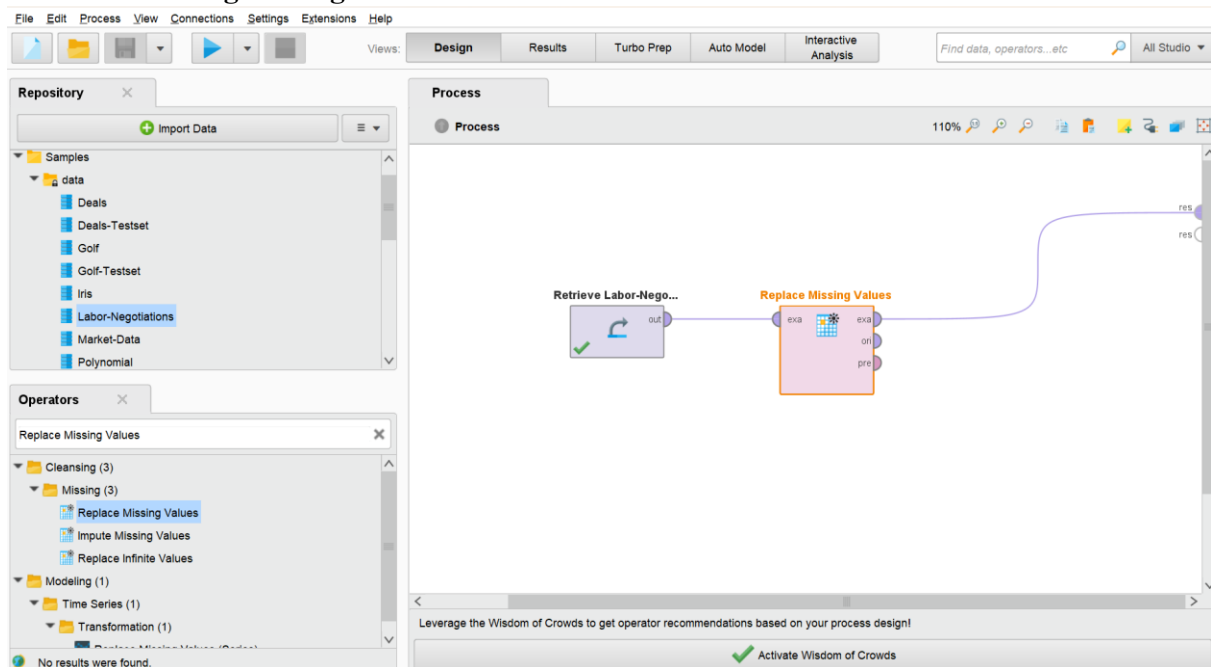 File Edit Process View Connections Settings Extensions Help
Views:
Design
Results
Turbo Prep
Auto Model
Interactive
Analysis
Find data, operators...etc
All Studio
Repository
Import Data
Samples
data
Deals
Deals-Testset
Golf
Golf-Testset
Iris
Labor-Negotiations
Market-Data
Polynomial
Operators
Replace Missing Values
Cleansing (3)
Missing (3)
Replace Missing Values
Impute Missing Values
Replace Infinite Values
Modeling (1)
Time Series (1)
Transformation (1)
Replace Missing Values (Series)
No results were found.
Process
Process
110%
res
res
Retrieve Labor-Nego...
out
Replace Missing Values
exa
exa
ori
pre
Leverage the Wisdom of Crowds to get operator recommendations based on your process design!
Activate Wisdom of Crowds